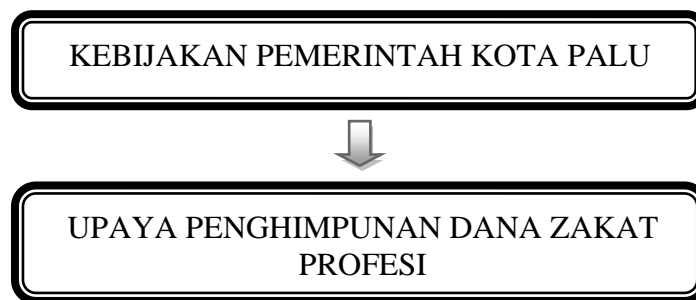 KEBIJAKAN PEMERINTAH KOTA PALU
UPAYA PENGHIMPUNAN DANA ZAKAT
PROFESI